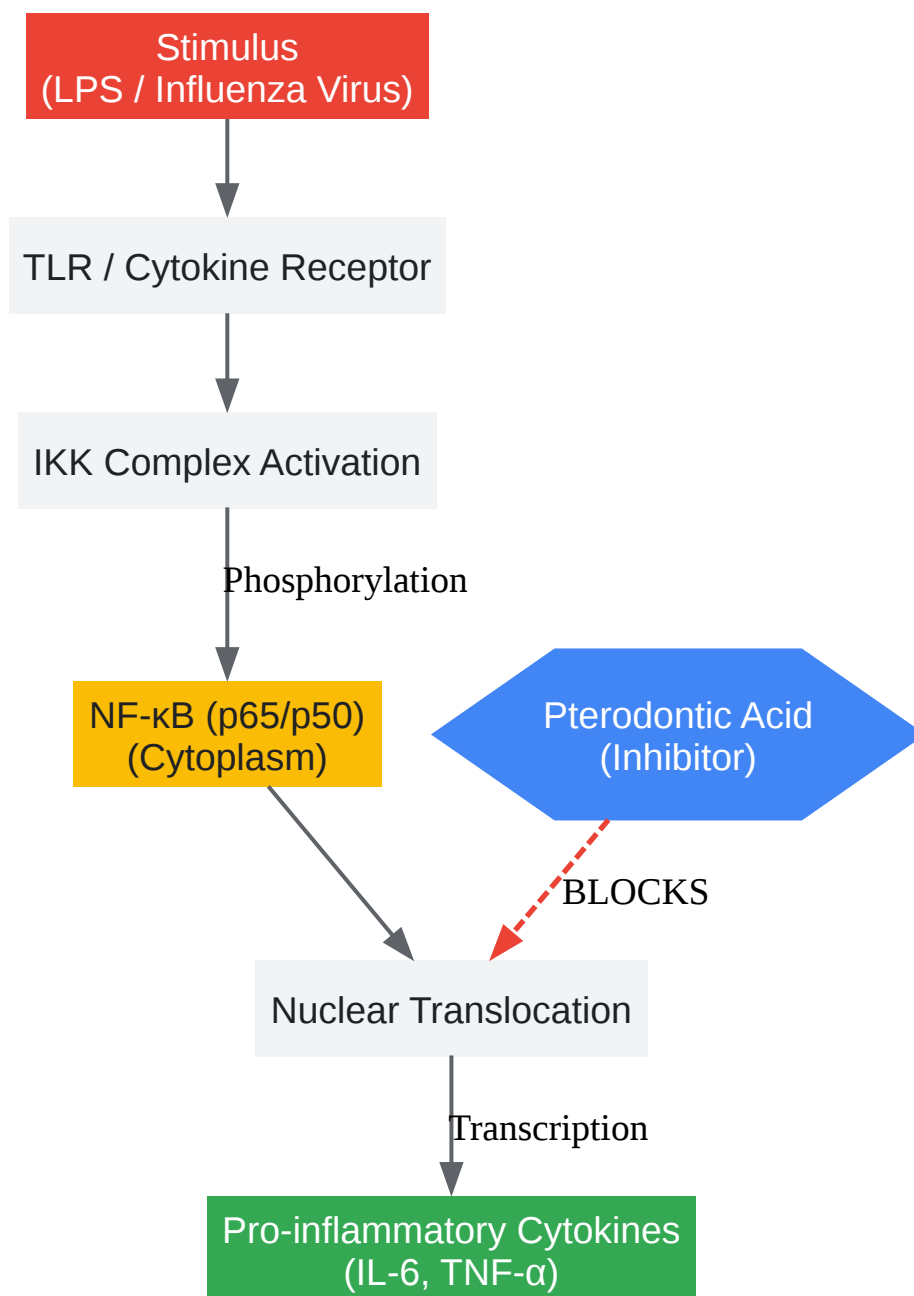 Stimulus
(LPS / Influenza Virus)
TLR / Cytokine Receptor
IKK Complex Activation
Phosphorylation
NF-κB (p65/p50)
(Cytoplasm)
Pterodontic Acid
(Inhibitor)
BLOCKS
Nuclear Translocation
Transcription
Pro-inflammatory Cytokines
(IL-6, TNF-α)